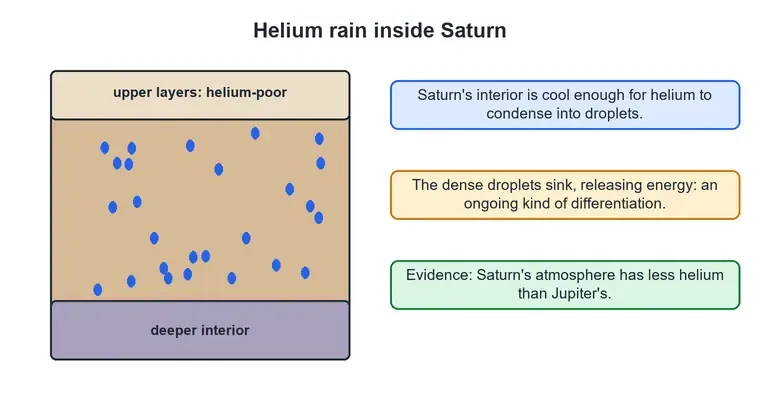 Helium rain inside Saturn
upper layers: helium-poor
Saturn's interior is cool enough for helium to
condense into droplets.
The dense droplets sink, releasing energy: an
ongoing kind of differentiation.
Evidence: Saturn's atmosphere has less helium
than Jupiter's.
deeper interior